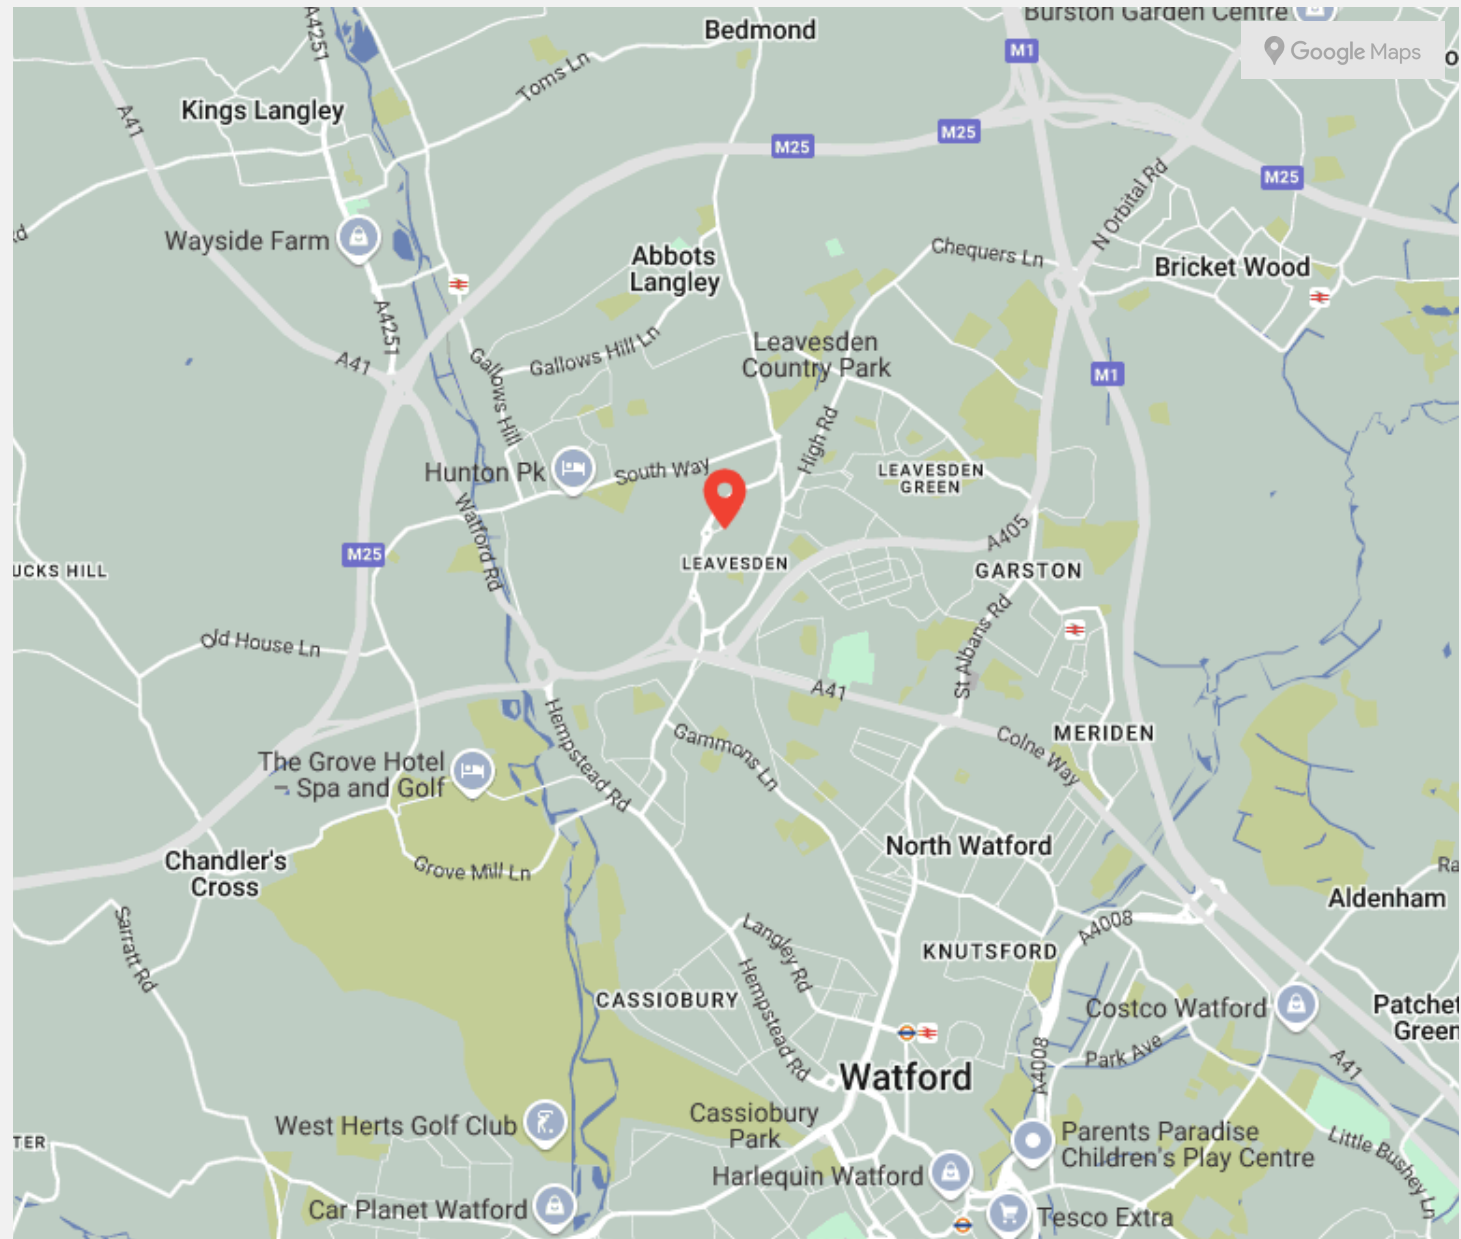 Burston Garden Centre
Bedmond
A4251
M1
Google Maps
Toms Ln
Kings Langley
A41
M25
M25
M25
N Orbital Rd
Wayside Farm
Abbots
Langley
Chequers Ln
Bricket Wood
A4251
A41
Gallows Hill Ln
Gallows Hill
Leavesden
Country Park
M1
High Rd
Hunton Pk
South Way
LEAVESDEN
GREEN
Watford Rd
A405
M25
LEAVESDEN
GARSTON
UCKS HILL
Old House Ln
St Albans Rd
A41
Hempstead Rd
Gammons Ln
Colne Way
MERIDEN
The Grove Hotel
– Spa and Golf
North Watford
Chandler's
Cross
Grove Mill Ln
Ra
Aldenham
Sarratt Rd
Langley Rd
A4008
KNUTSFORD
CASSIOBURY
Hempstead Rd
Costco Watford
Patchet
Green
Park Ave
A4008
A41
Watford
Cassiobury
Park
West Herts Golf Club
Parents Paradise
Children's Play Centre
TER
Little Bushey Ln
Harlequin Watford
Car Planet Watford
Tesco Extra